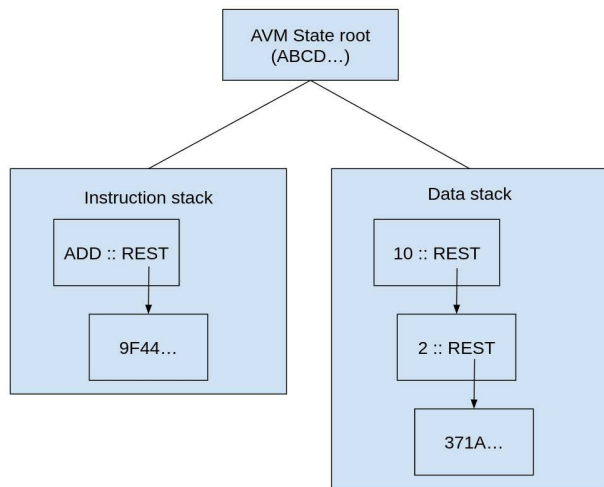 AVM State root
(ABCD…)
Instruction stack
ADD :: REST
9F44…
Data stack
10 :: REST
2 :: REST
371A…